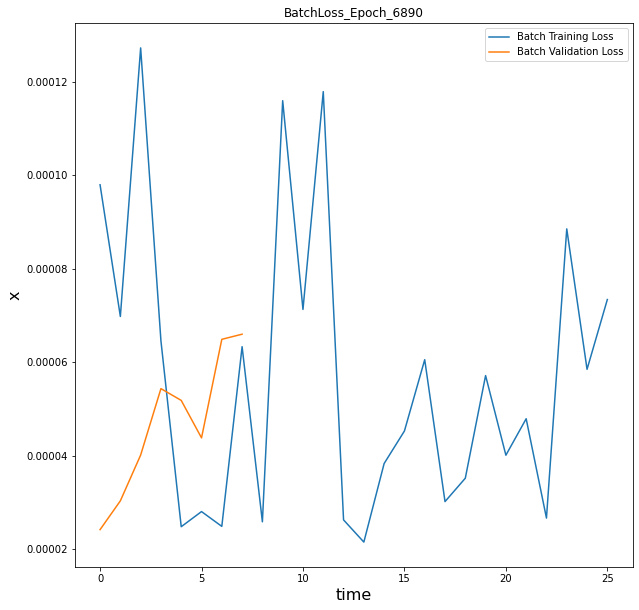 BatchLoss_Epoch_6890
Batch Training Loss
Batch Validation Loss
0.00012
0.00010
0.00008
0.00006
0.00004
0.00002
x
0 5 10 15 20 25
time